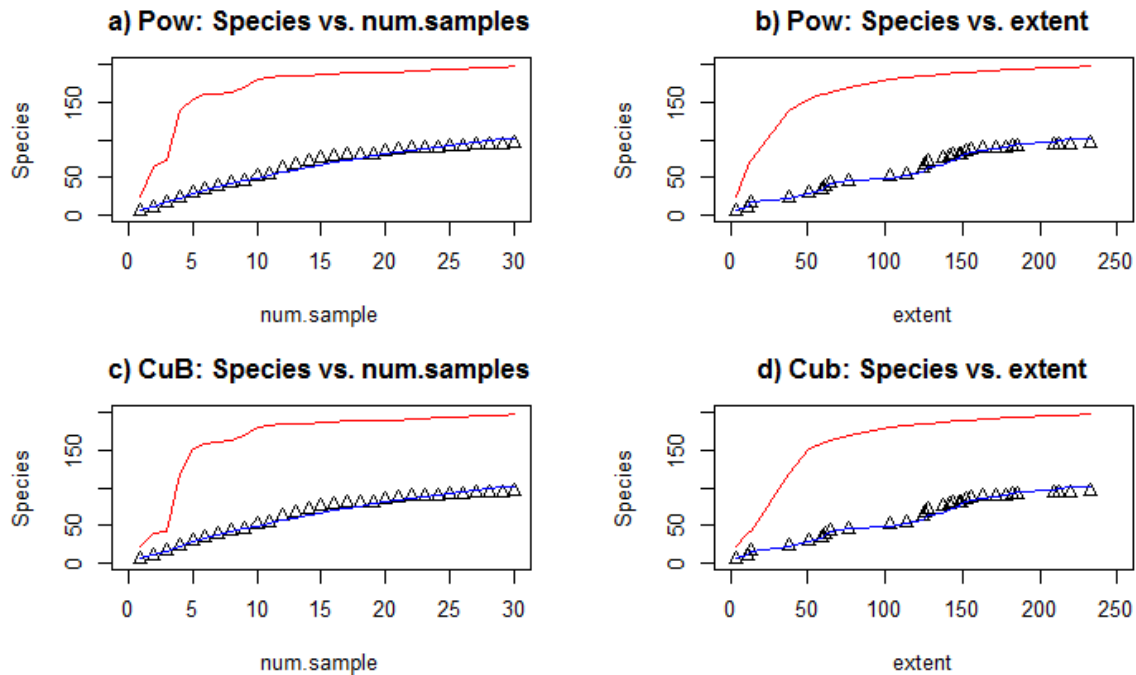 a) Pow: Species vs. num.samples
Species
0
50
150
0 5 10 15 20 25 30
num.sample
b) Pow: Species vs. extent
Species
0
50
150
0 50 100 150 200 250
extent
c) CuB: Species vs. num.samples
Species
0
50
150
0 5 10 15 20 25 30
num.sample
d) Cub: Species vs. extent
Species
0
50
150
0 50 100 150 200 250
extent